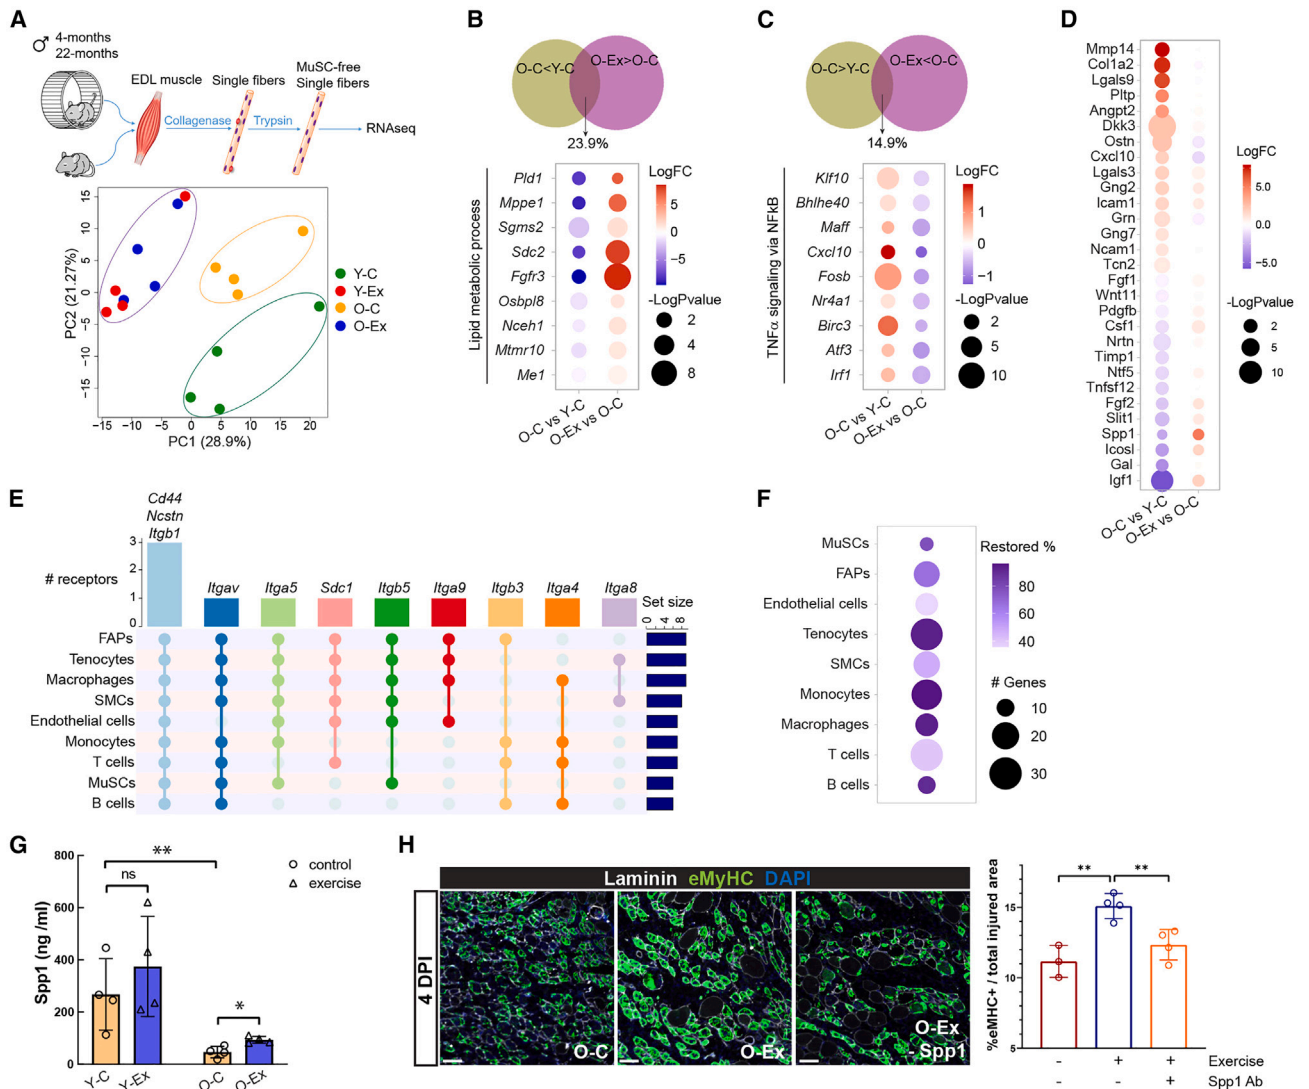 A
♂ 4-months
22-months
EDL muscle
Single fibers
MuSC-free
Single fibers
Collagenase
Trypsin
RNAseq
PC2 (21.27%)
15
10
5
0
−5
−10
−15
−15 −10 −5 0 5 10 15 20
PC1 (28.9%)
Y-C
Y-Ex
O-C
O-Ex
B
O-C<Y-C
O-Ex>O-C
23.9%
Lipid metabolic process
Pld1
Mppe1
Sgms2
Sdc2
Fgfr3
Osbpl8
Nceh1
Mtmr10
Me1
O-C vs Y-C
O-Ex vs O-C
LogFC
5
0
−5
-LogPvalue
2
4
8
C
O-C>Y-C
O-Ex<O-C
14.9%
TNFα signaling via NFkB
Klf10
Bhlhe40
Maff
Cxcl10
Fosb
Nr4a1
Birc3
Atf3
Irf1
O-C vs Y-C
O-Ex vs O-C
LogFC
1
0
−1
-LogPvalue
2
5
10
D
Mmp14
Col1a2
Lgals9
Pltp
Angpt2
Dkk3
Ostn
Cxcl10
Lgals3
Gng2
Icam1
Grn
Gng7
Ncam1
Tcn2
Fgf1
Wnt11
Pdgfb
Csf1
Nrtn
Timp1
Ntf5
Tnfsf12
Fgf2
Slit1
Spp1
Icosl
Gal
Igf1
O-C vs Y-C
O-Ex vs O-C
LogFC
5.0
0
−5.0
-LogPvalue
2
5
10
E
Cd44
Ncstn
Itgb1
# receptors
3
2
1
0
Itgav
Itga5
Sdc1
Itgb5
Itga9
Itgb3
Itga4
Itga8
Set size
0 4 8
FAPs
Tenocytes
Macrophages
SMCs
Endothelial cells
Monocytes
T cells
MuSCs
B cells
F
MuSCs
FAPs
Endothelial cells
Tenocytes
SMCs
Monocytes
Macrophages
T cells
B cells
Restored %
80
60
40
# Genes
10
20
30
G
Spp1 (ng /ml)
800
600
400
200
0
**
ns
*
control
exercise
Y-C
Y-Ex
O-C
O-Ex
H
Laminin eMyHC DAPI
4 DPI
O-C
O-Ex
O-Ex
- Spp1
%eMHC+ / total injured area
15
10
5
** **
- + + Exercise
- - + Spp1 Ab